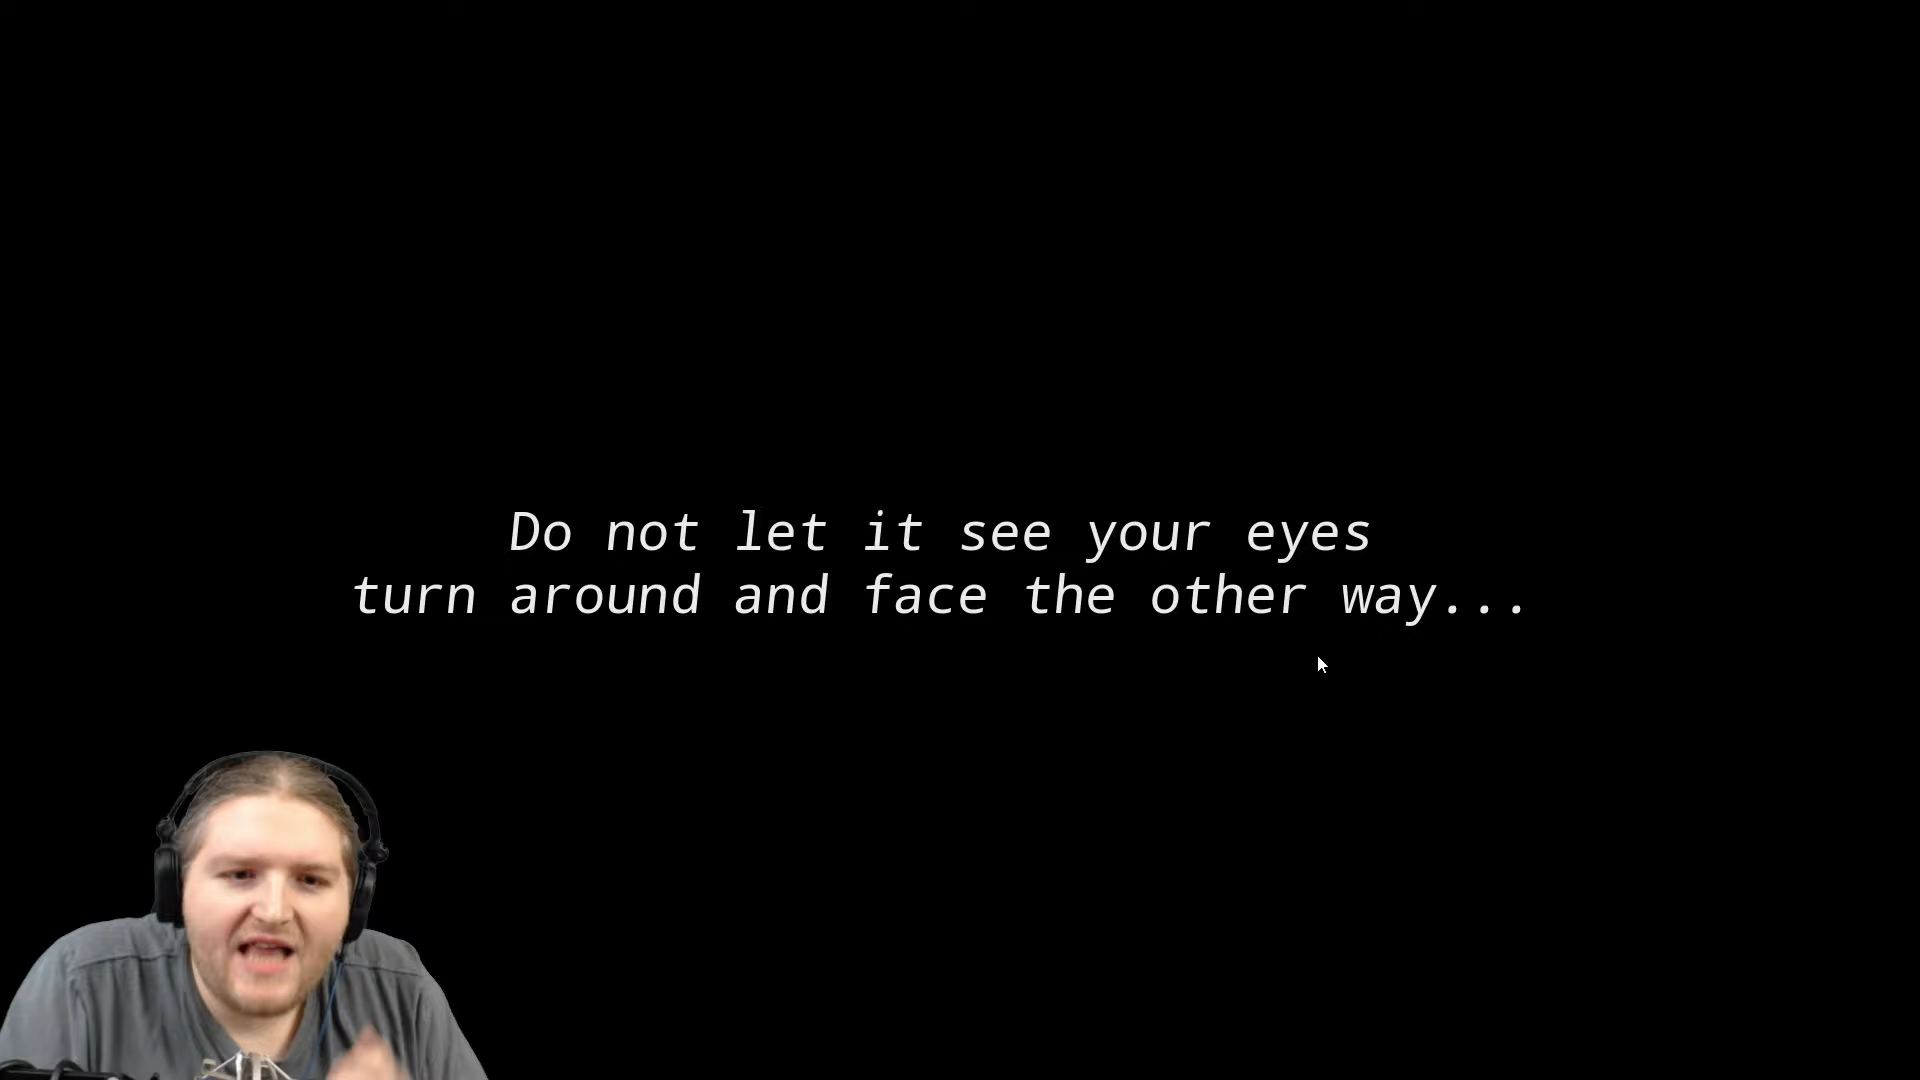 Do not let it see your eyes
turn around and face the other way...